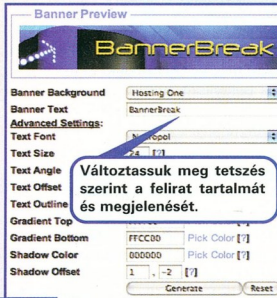 Banner Preview
BannerBreak
Banner Background Hosting One
Banner Text BannerBreak
Advanced Settings:
Text Font
Text Size 24 [?]
Text Angle
Text Offset
Text Outline
Változtassuk meg tetszés
szerint a felirat tartalmát
és megjelenését.
Gradient Top Pick Color [?]
Gradient Bottom FFCC00 Pick Color [?]
Shadow Color 000000 Pick Color [?]
Shadow Offset 1 , -2 [?]
Generate Reset